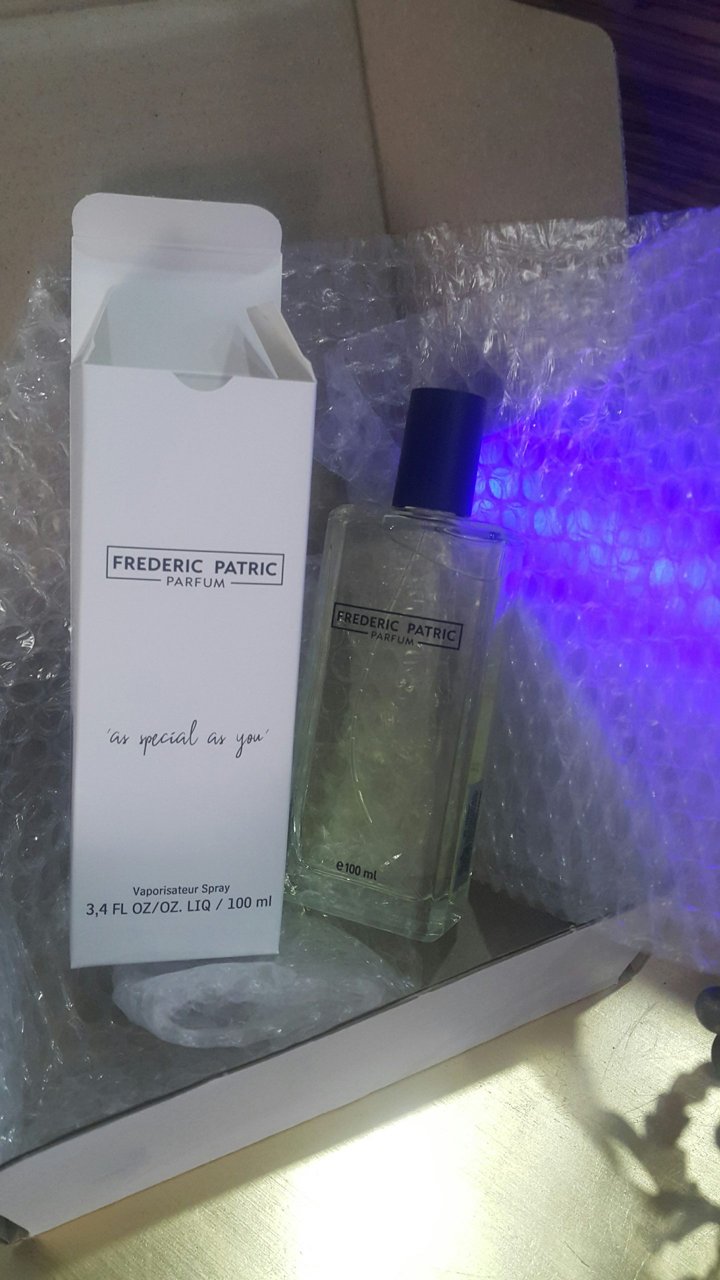 FREDERIC PATRIC
PARFUM
'as special as you'
Vaporisateur Spray
3,4 FL OZ/OZ. LIQ / 100 ml
FREDERIC PATRIC
PARFUM
e 100 ml